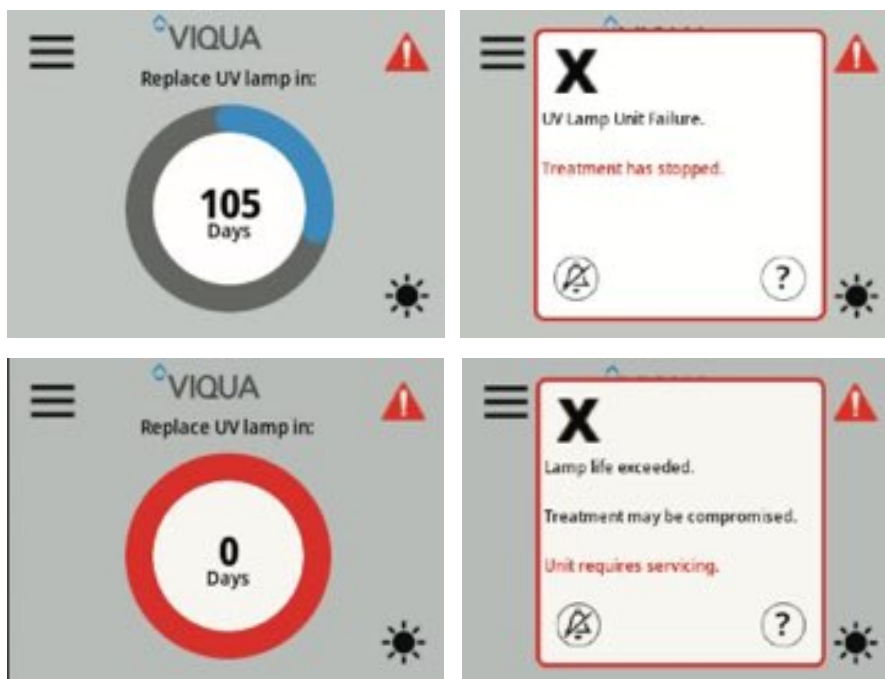 VIQUA
Replace UV lamp in:
105
Days
X
UV Lamp Unit Failure.
Treatment has stopped.
?
VIQUA
Replace UV lamp in:
0
Days
X
Lamp life exceeded.
Treatment may be compromised.
Unit requires servicing.
?